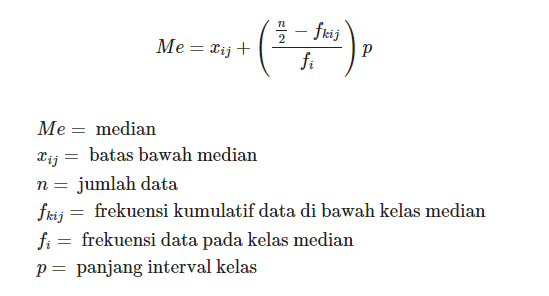 Me = x_{ij} + \left( \frac{\frac{n}{2} - f_{kij}}{f_i} \right) p
Me = median
x_{ij} = batas bawah median
n = jumlah data
f_{kij} = frekuensi kumulatif data di bawah kelas median
f_i = frekuensi data pada kelas median
p = panjang interval kelas